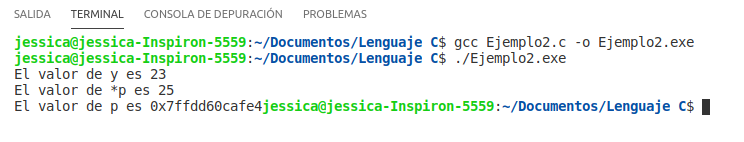 SALIDA TERMINAL CONSOLA DE DEPURACIÓN PROBLEMAS
jessica@jessica-Inspiron-5559:~/Documentos/Lenguaje C$ gcc Ejemplo2.c -o Ejemplo2.exe
jessica@jessica-Inspiron-5559:~/Documentos/Lenguaje C$ ./Ejemplo2.exe
El valor de y es 23
El valor de *p es 25
El valor de p es 0x7ffdd60cafe4jessica@jessica-Inspiron-5559:~/Documentos/Lenguaje C$